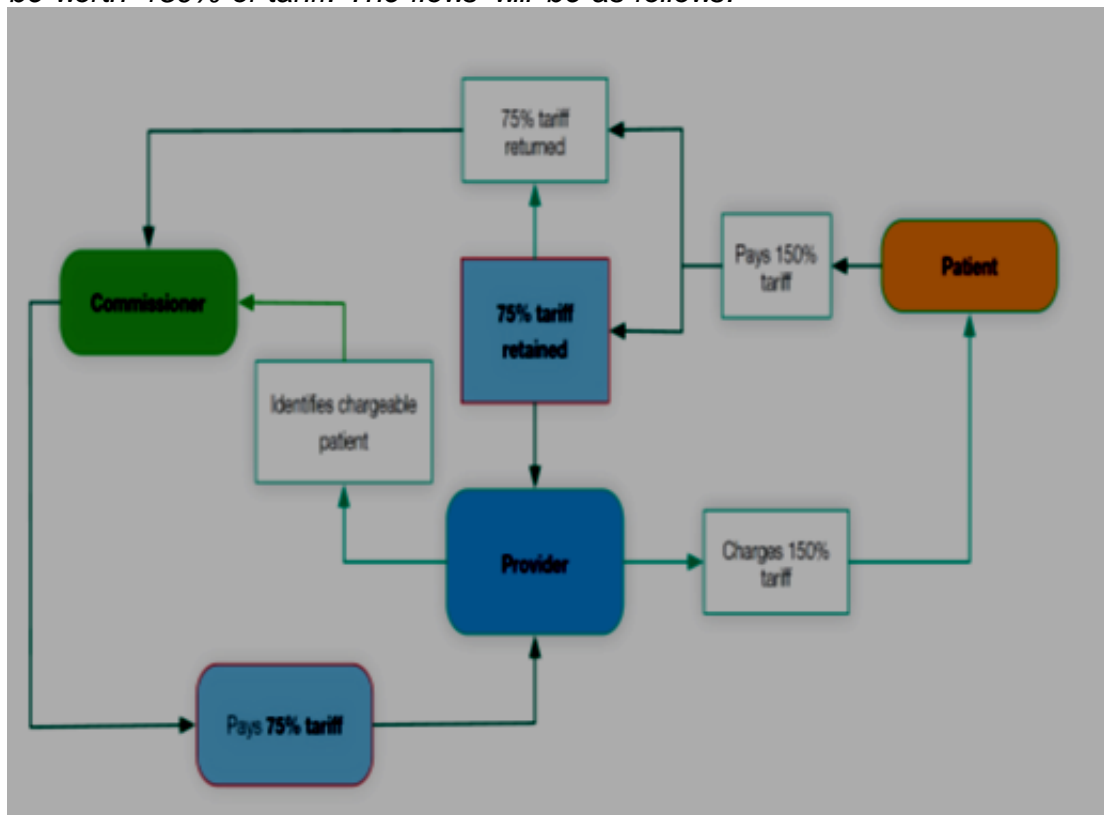 75% tariff
returned
Pays 150%
tariff
Patient
Commissioner
75% tariff
retained
Identifies chargeable
patient
Provider
Charges 150%
tariff
Pays 75% tariff